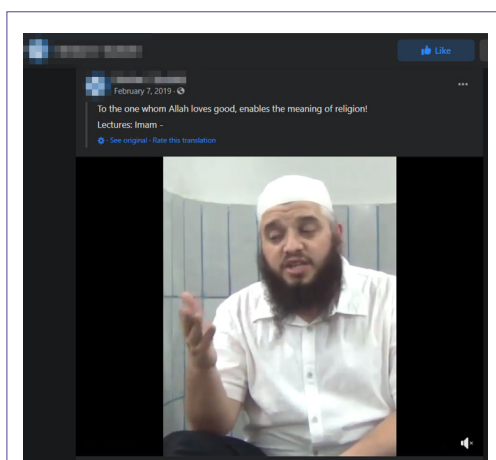 Like
February 7, 2019 ·
To the one whom Allah loves good, enables the meaning of religion!
Lectures: Imam -
· See original · Rate this translation